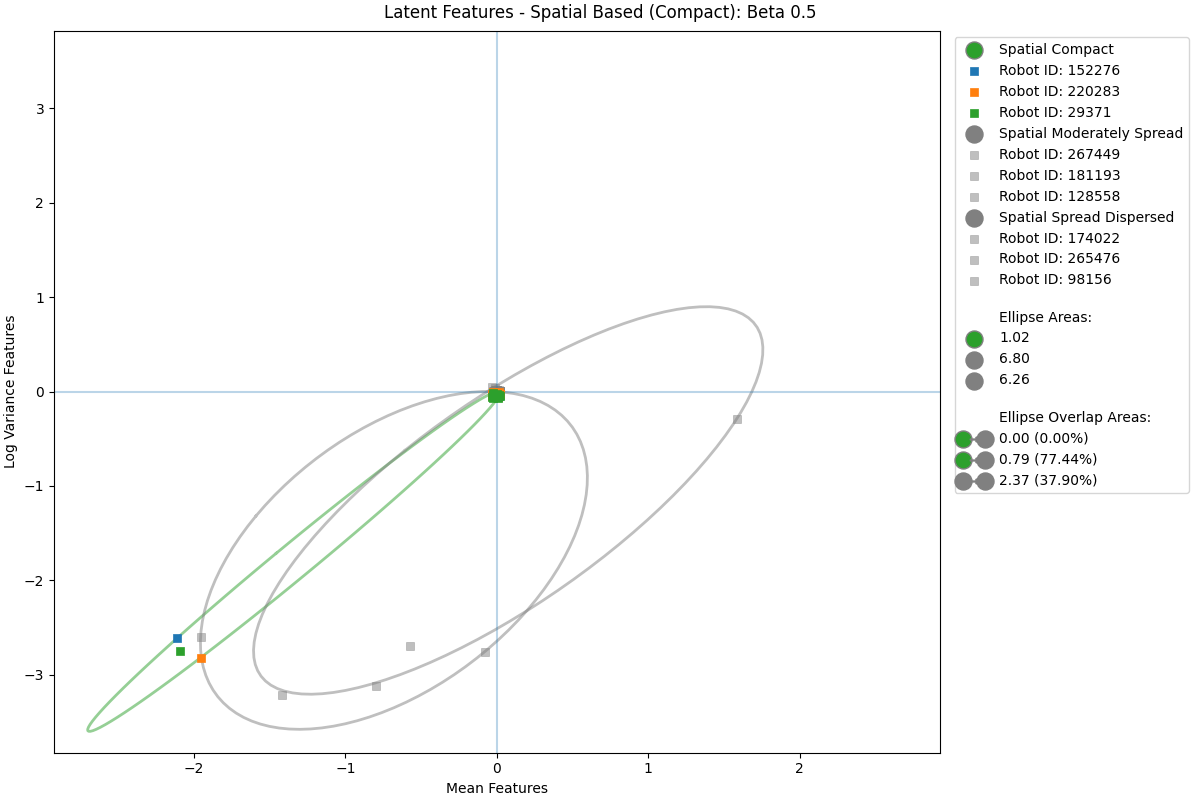 Latent Features - Spatial Based (Compact): Beta 0.5
Log Variance Features
3
2
1
0
−1
−2
−3
−2
−1
0
1
2
Mean Features
Spatial Compact
Robot ID: 152276
Robot ID: 220283
Robot ID: 29371
Spatial Moderately Spread
Robot ID: 267449
Robot ID: 181193
Robot ID: 128558
Spatial Spread Dispersed
Robot ID: 174022
Robot ID: 265476
Robot ID: 98156
Ellipse Areas:
1.02
6.80
6.26
Ellipse Overlap Areas:
0.00 (0.00%)
0.79 (77.44%)
2.37 (37.90%)